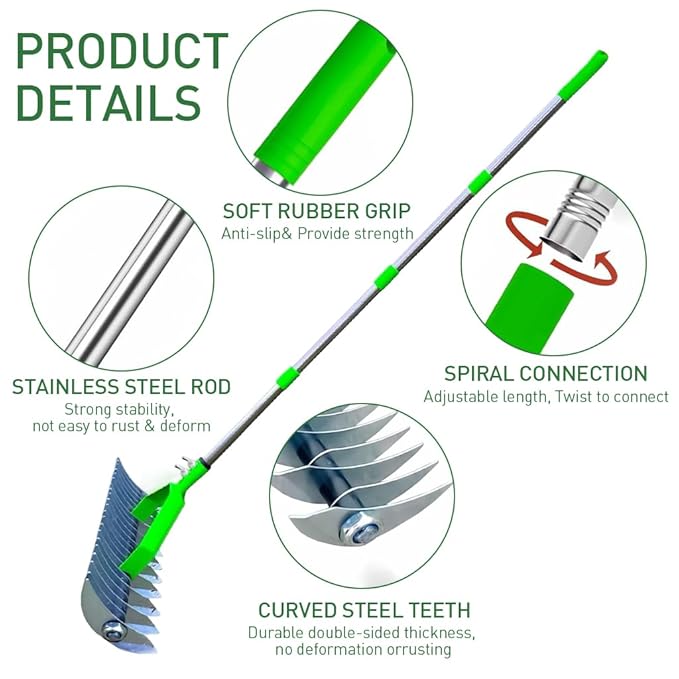 PRODUCT
DETAILS
SOFT RUBBER GRIP
Anti-slip& Provide strength
STAINLESS STEEL ROD
Strong stability,
not easy to rust & deform
SPIRAL CONNECTION
Adjustable length, Twist to connect
CURVED STEEL TEETH
Durable double-sided thickness,
no deformation orrusting